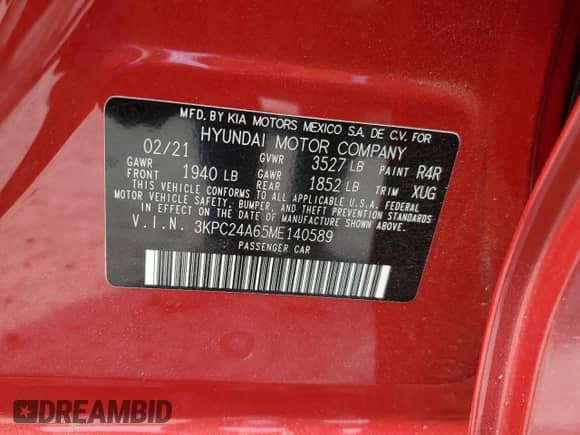 MFD. BY KIA MOTORS MEXICO S.A. DE C.V. FOR
HYUNDAI MOTOR COMPANY
02/21 GVWR 3527 LB PAINT R4R
GAWR FRONT 1940 LB GAWR REAR 1852 LB TRIM XUG
THIS VEHICLE CONFORMS TO ALL APPLICABLE U.S.A. FEDERAL
MOTOR VEHICLE SAFETY, BUMPER, AND THEFT PREVENTION STANDARDS
IN EFFECT ON THE DATE OF MANUFACTURE SHOWN ABOVE.
V.I.N. 3KPC24A65ME140589
PASSENGER CAR
DREAMBID